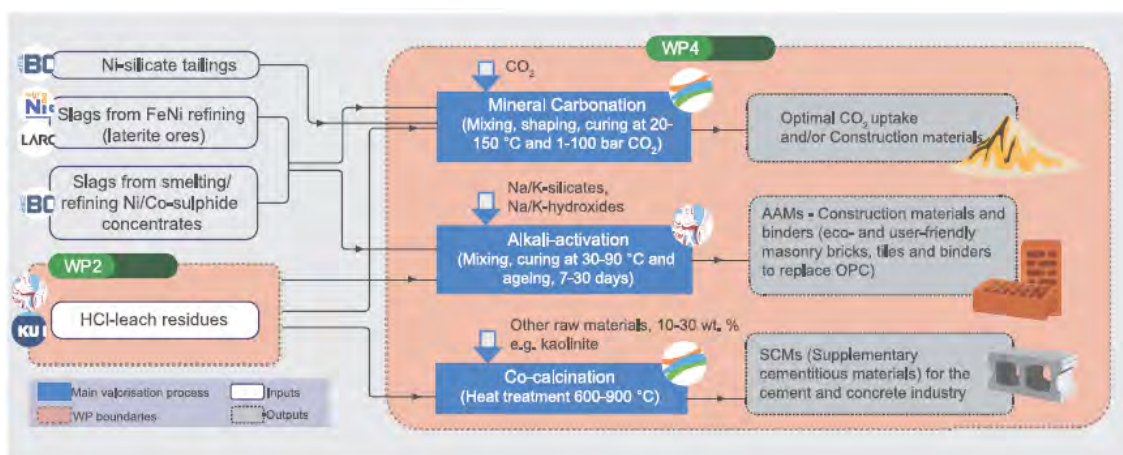 WP4
BC
Ni-silicate tailings
Ni
LARC
Slags from FeNi refining
(laterite ores)
BC
Slags from smelting/
refining Ni/Co-sulphide
concentrates
WP2
KU
HCl-leach residues
CO₂
Mineral Carbonation
(Mixing, shaping, curing at 20-
150 °C and 1-100 bar CO₂)
Optimal CO₂ uptake
and/or Construction materials
Na/K-silicates,
Na/K-hydroxides
Alkali-activation
(Mixing, curing at 30-90 °C and
ageing, 7-30 days)
AAMs - Construction materials and
binders (eco- and user-friendly
masonry bricks, tiles and binders
to replace OPC)
Other raw materials, 10-30 wt. %
e.g. kaolinite
Co-calcination
(Heat treatment 600-900 °C)
SCMs (Supplementary
cementitious materials) for the
cement and concrete industry
Main valorisation process
Inputs
WP boundaries
Outputs